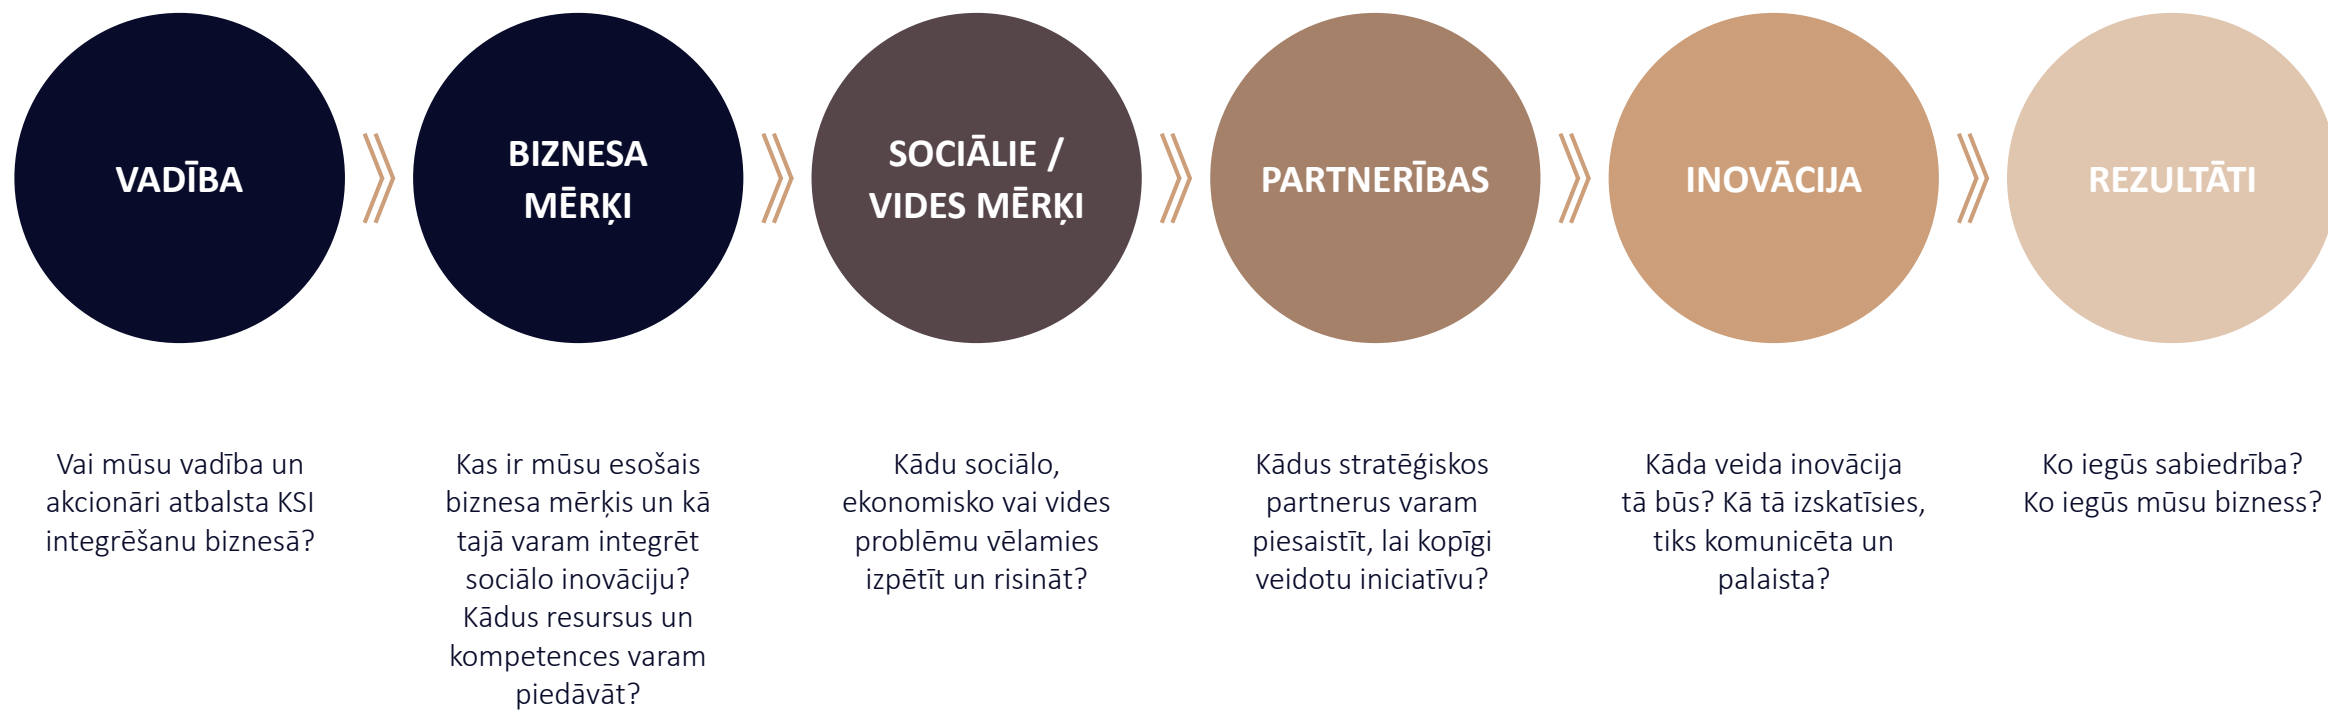 VADĪBA
BIZNESA
MĒRĶI
SOCIĀLIE /
VIDES MĒRĶI
PARTNERĪBAS
INOVĀCIJA
REZULTĀTI
Vai mūsu vadība un
akcionāri atbalsta KSI
integrēšanu biznesā?
Kas ir mūsu esošais
biznesa mērķis un kā
tajā varam integrēt
sociālo inovāciju?
Kādus resursus un
kompetences varam
piedāvāt?
Kādu sociālo,
ekonomisko vai vides
problēmu vēlamies
izpētīt un risināt?
Kādus stratēģiskos
partnerus varam
piesaistīt, lai kopīgi
veidotu iniciatīvu?
Kāda veida inovācija
tā būs? Kā tā izskatīsies,
tiks komunicēta un
palaista?
Ko iegūs sabiedrība?
Ko iegūs mūsu bizness?